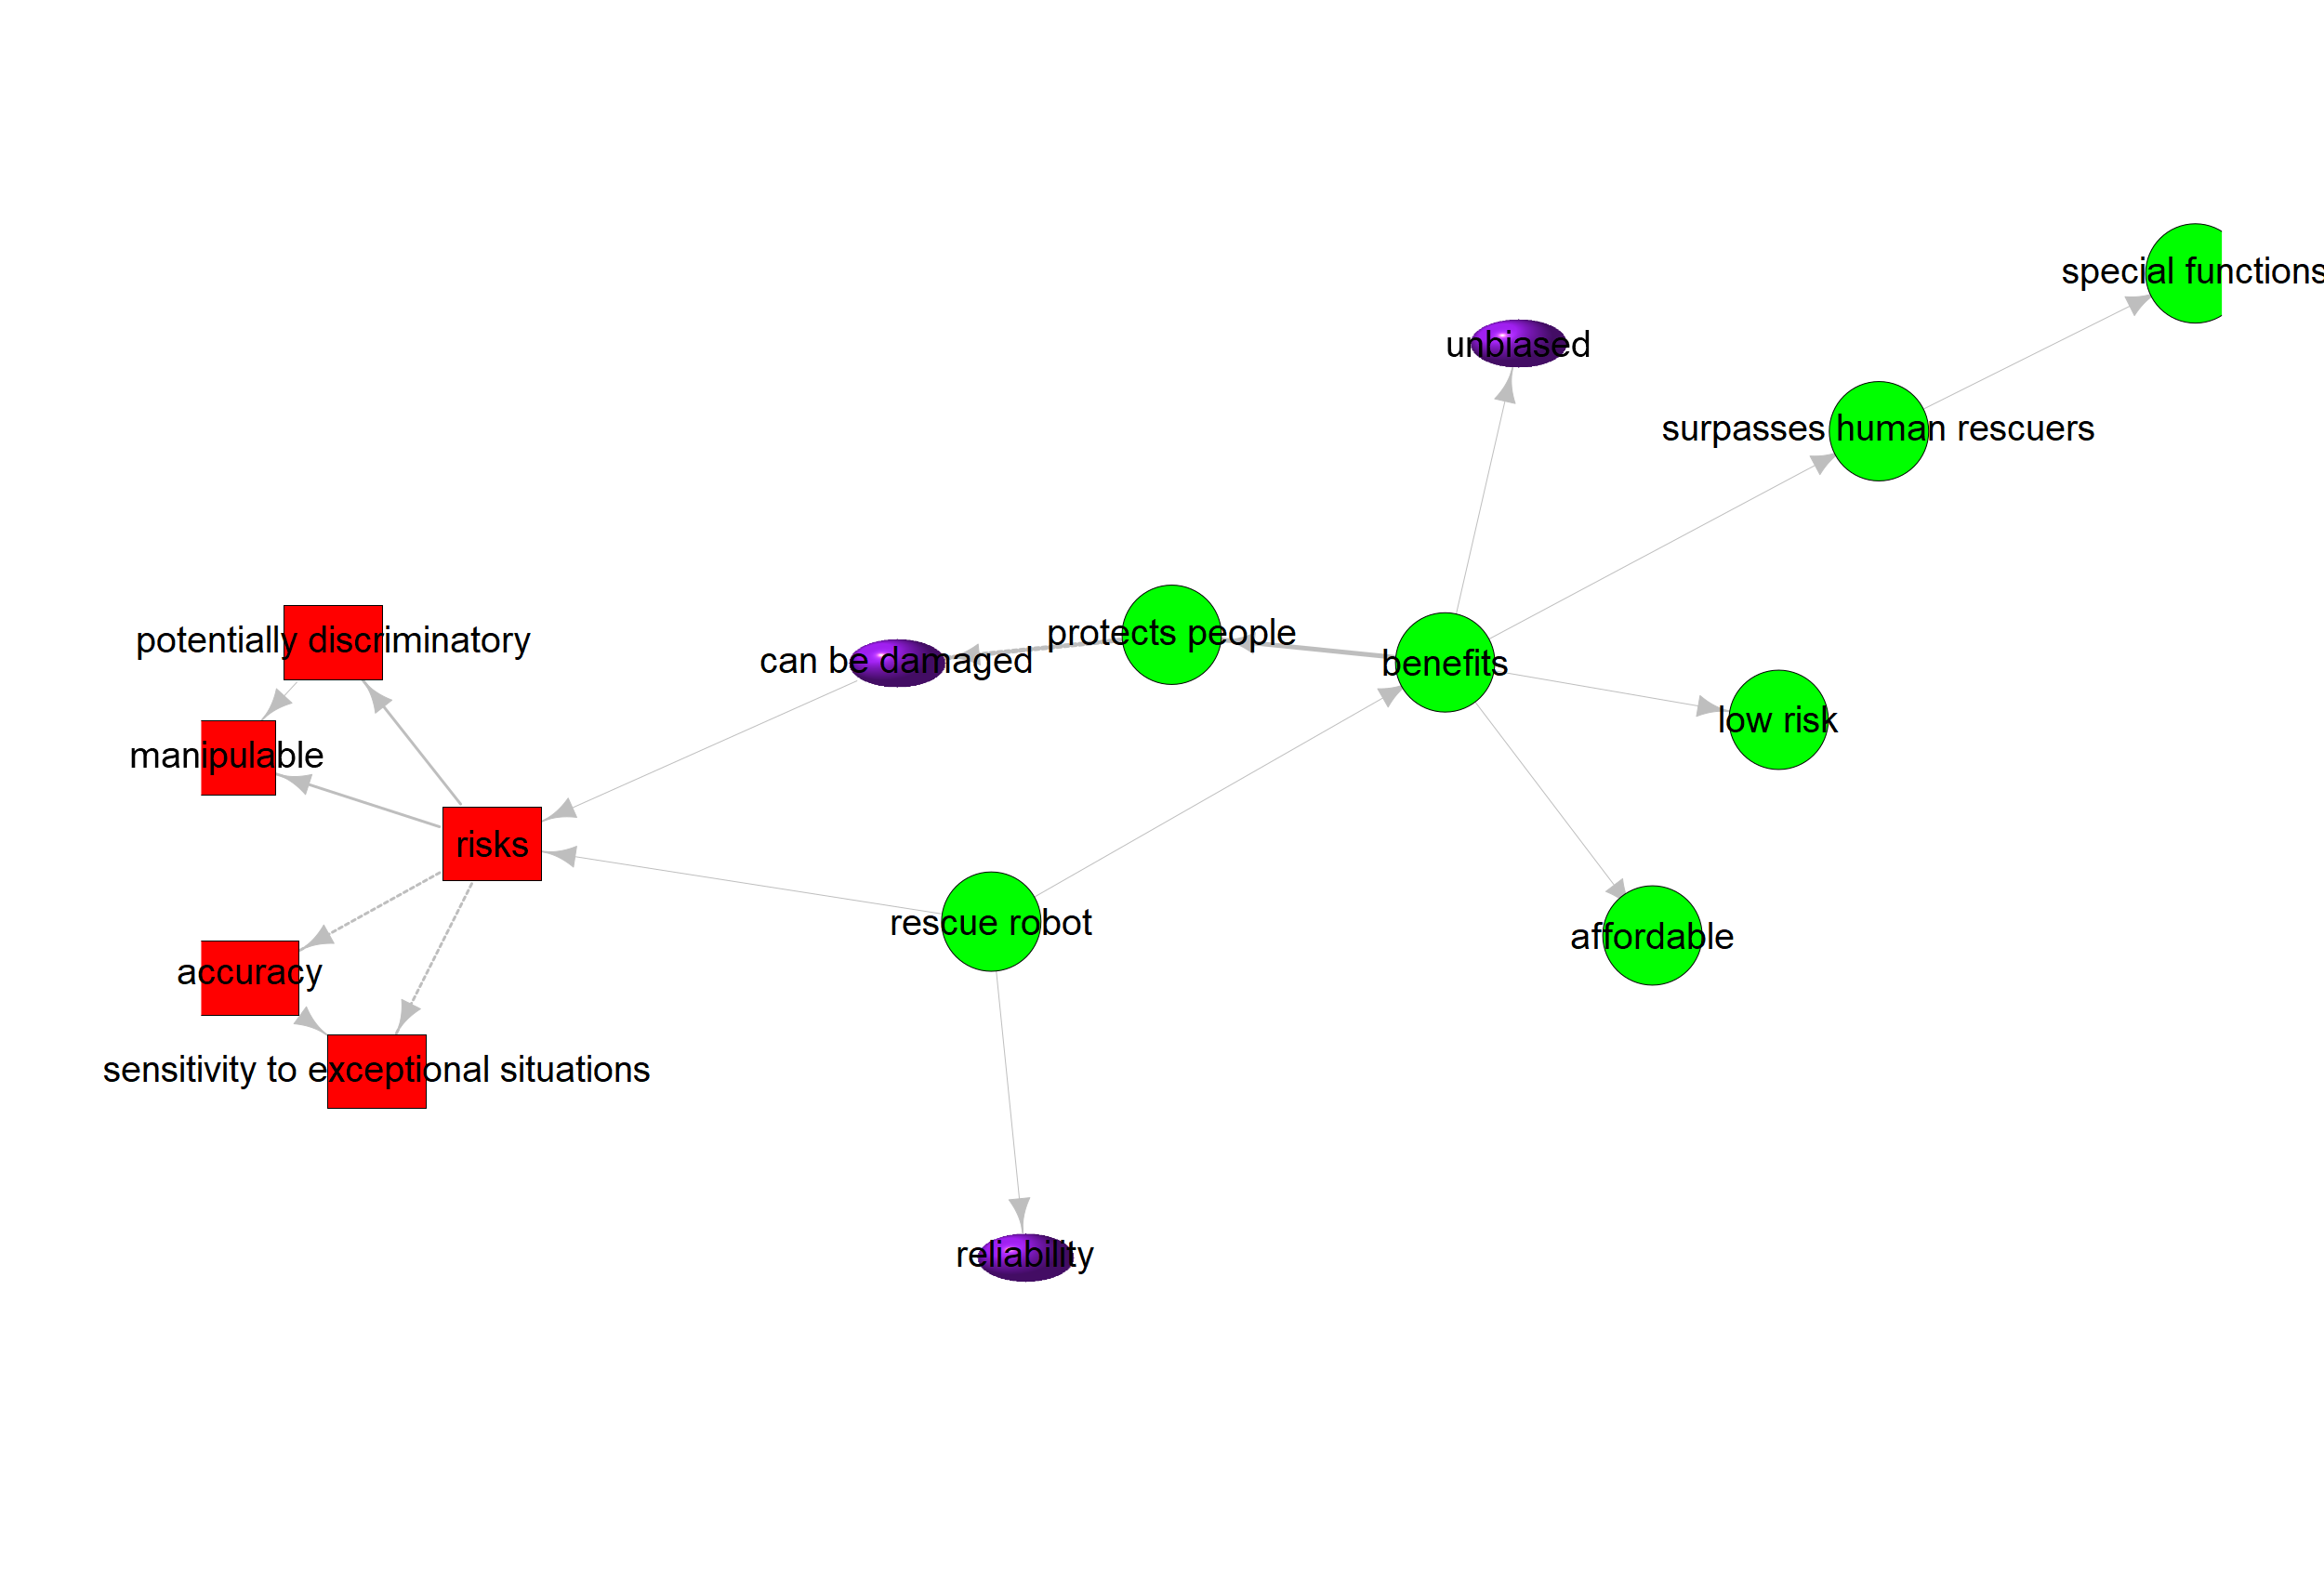 special functions
unbiased
surpasses human rescuers
potentially discriminatory
protects people
can be damaged
benefits
low risk
manipulable
risks
rescue robot
affordable
accuracy
sensitivity to exceptional situations
reliability